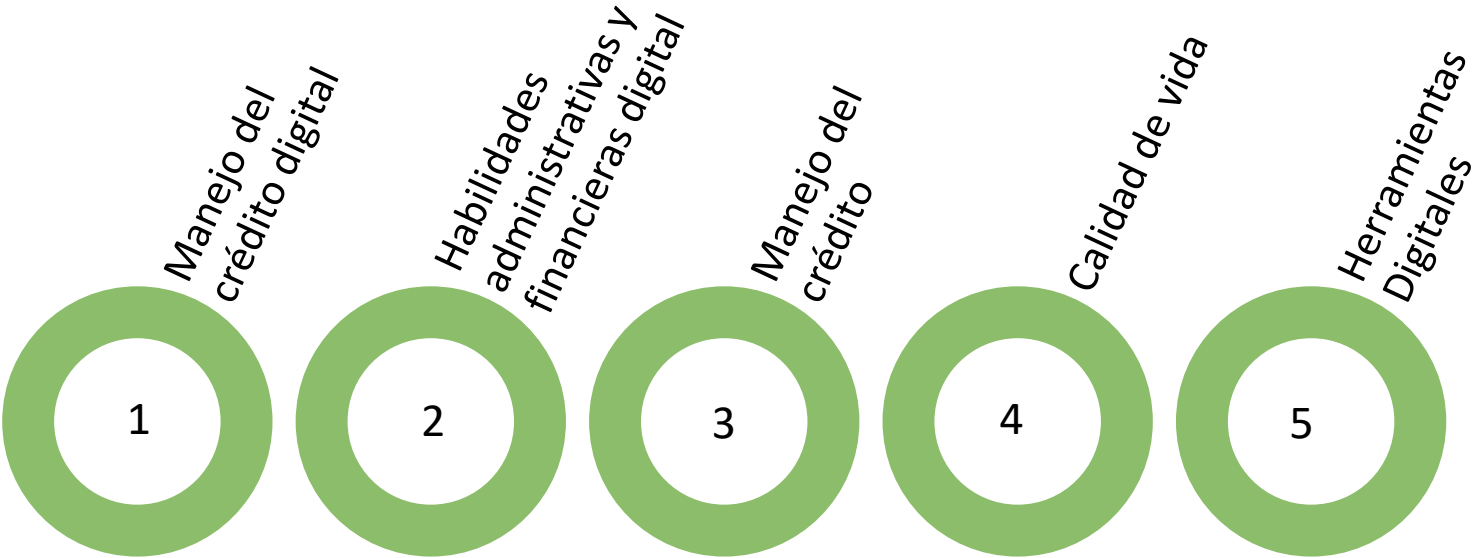 Manejo del
crédito digital
Habilidades
administrativas y
financieras digital
Manejo del
crédito
Calidad de vida
Herramientas
Digitales
1
2
3
4
5